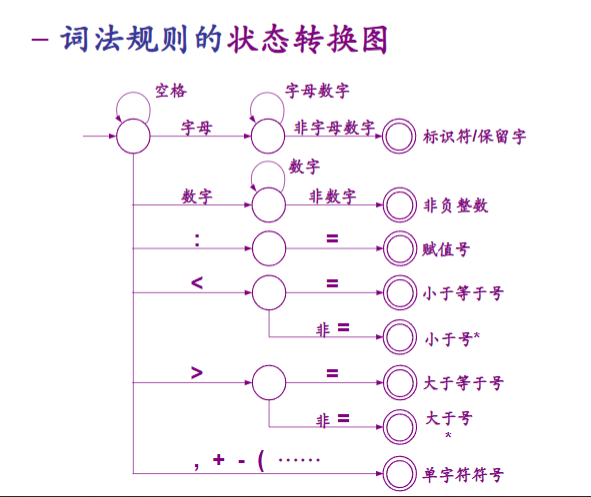 – 词法规则的状态转换图
空格
字母数字
字母
非字母数字
标识符/保留字
数字
数字
非数字
非负整数
:
=
赋值号
<
=
小于等于号
非 =
小于号*
>
=
大于等于号
非 =
大于号
*
, + - ( ······
单字符符号